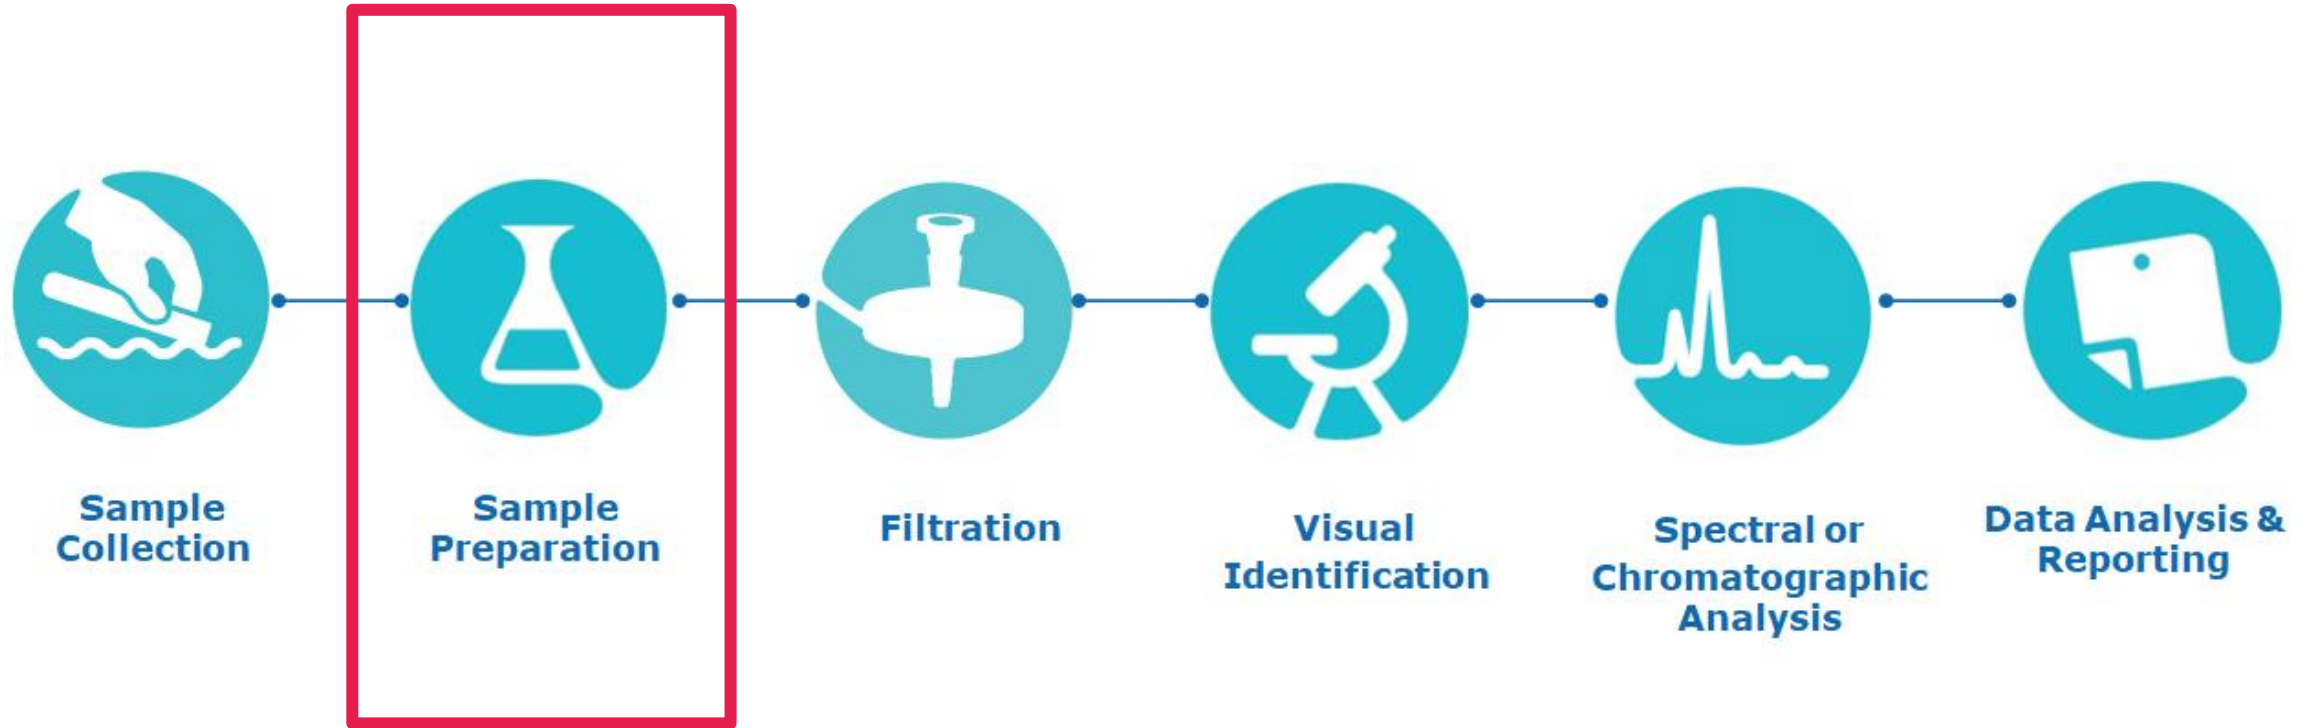 Sample
Collection
Sample
Preparation
Filtration
Visual
Identification
Spectral or
Chromatographic
Analysis
Data Analysis &
Reporting